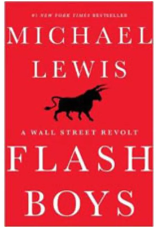 #1 NEW YORK TIMES BESTSELLER
MICHAEL
LEWIS
A WALL STREET REVOLT
FLASH
BOYS